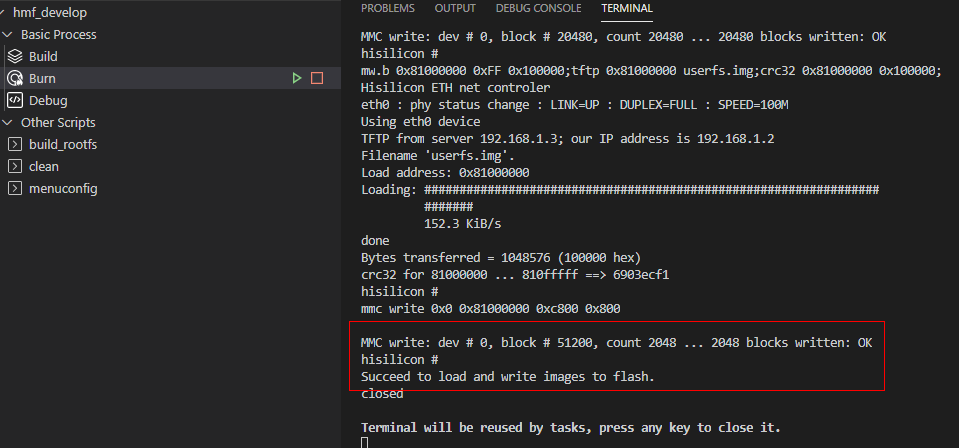 hmf_develop
Basic Process
Build
Burn
Debug
Other Scripts
build_rootfs
clean
menuconfig
PROBLEMS OUTPUT DEBUG CONSOLE TERMINAL
MMC write: dev # 0, block # 20480, count 20480 ... 20480 blocks written: OK
hisilicon #
mw.b 0x81000000 0xFF 0x100000;tftp 0x81000000 userfs.img;crc32 0x81000000 0x100000;
Hisilicon ETH net controler
eth0 : phy status change : LINK=UP : DUPLEX=FULL : SPEED=100M
Using eth0 device
TFTP from server 192.168.1.3; our IP address is 192.168.1.2
Filename 'userfs.img'.
Load address: 0x81000000
Loading: #################################################################
#######
152.3 KiB/s
done
Bytes transferred = 1048576 (100000 hex)
crc32 for 81000000 ... 810fffff ==> 6903ecf1
hisilicon #
mmc write 0x0 0x81000000 0xc800 0x800
MMC write: dev # 0, block # 51200, count 2048 ... 2048 blocks written: OK
hisilicon #
Succeed to load and write images to flash.
closed
Terminal will be reused by tasks, press any key to close it.